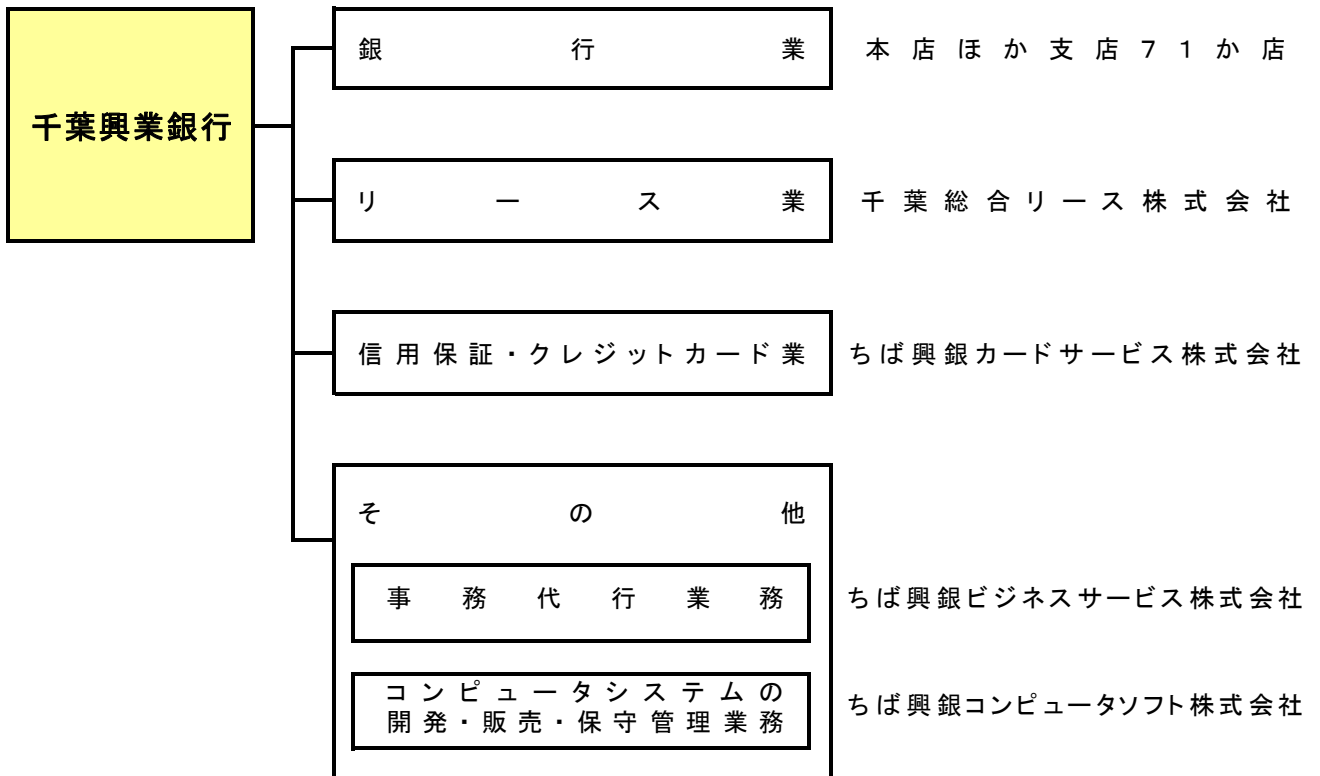 千葉興業銀行
銀行業
本店ほか支店71か店
リース業
千葉総合リース株式会社
信用保証・クレジットカード業
ちば興銀カードサービス株式会社
その他
事務代行業務
ちば興銀ビジネスサービス株式会社
コンピュータシステムの
開発・販売・保守管理業務
ちば興銀コンピュータソフト株式会社